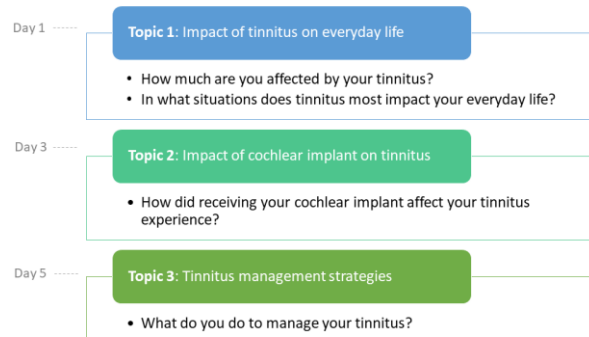 Day 1
Topic 1: Impact of tinnitus on everyday life
• How much are you affected by your tinnitus?
• In what situations does tinnitus most impact your everyday life?
Day 3
Topic 2: Impact of cochlear implant on tinnitus
• How did receiving your cochlear implant affect your tinnitus
experience?
Day 5
Topic 3: Tinnitus management strategies
• What do you do to manage your tinnitus?